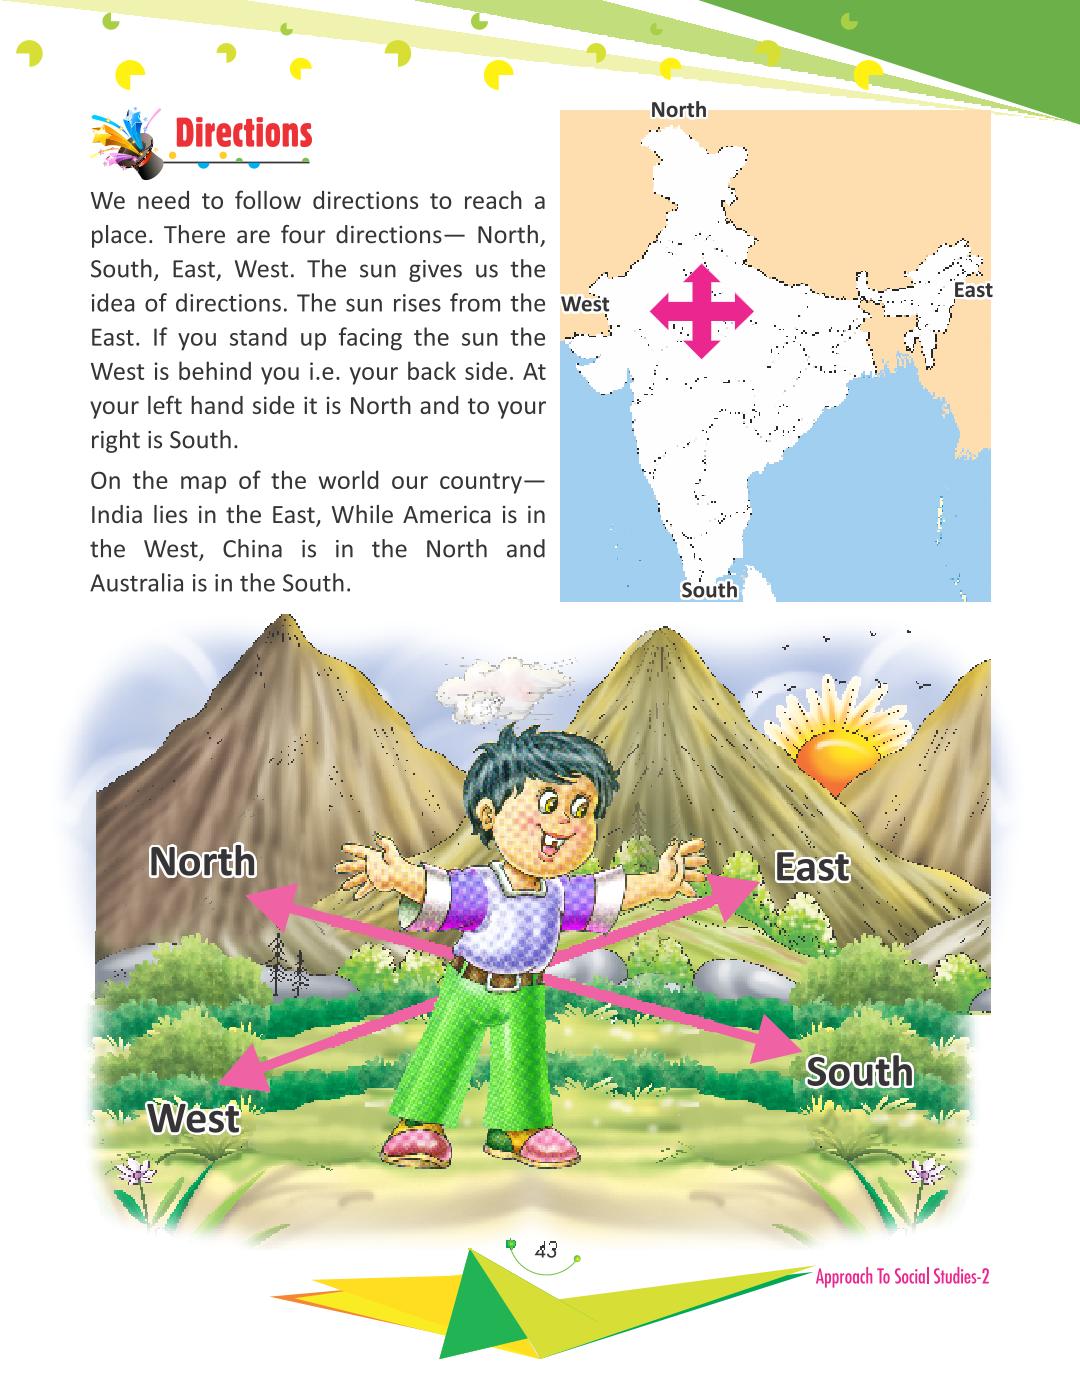 Directions
We need to follow directions to reach a
place. There are four directions— North,
South, East, West. The sun gives us the
idea of directions. The sun rises from the
East. If you stand up facing the sun the
West is behind you i.e. your back side. At
your left hand side it is North and to your
right is South.
On the map of the world our country—
India lies in the East, While America is in
the West, China is in the North and
Australia is in the South.
North
West
East
South
North
East
West
South
43
Approach To Social Studies-2